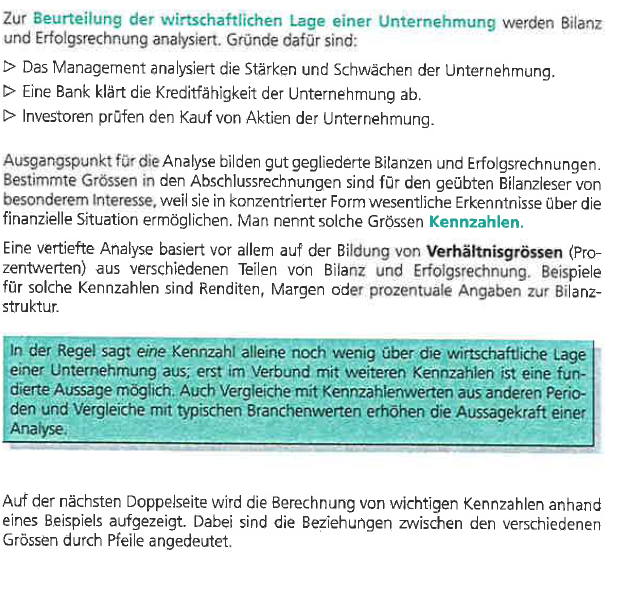 Zur Beurteilung der wirtschaftlichen Lage einer Unternehmung werden Bilanz
und Erfolgsrechnung analysiert. Gründe dafür sind:
▷ Das Management analysiert die Stärken und Schwächen der Unternehmung.
▷ Eine Bank klärt die Kreditfähigkeit der Unternehmung ab.
▷ Investoren prüfen den Kauf von Aktien der Unternehmung.
Ausgangspunkt für die Analyse bilden gut gegliederte Bilanzen und Erfolgsrechnungen.
Bestimmte Grössen in den Abschlussrechnungen sind für den geübten Bilanzleser von
besonderem Interesse, weil sie in konzentrierter Form wesentliche Erkenntnisse über die
finanzielle Situation ermöglichen. Man nennt solche Grössen Kennzahlen.
Eine vertiefte Analyse basiert vor allem auf der Bildung von Verhältnisgrössen (Pro-
zentwerten) aus verschiedenen Teilen von Bilanz und Erfolgsrechnung. Beispiele
für solche Kennzahlen sind Renditen, Margen oder prozentuale Angaben zur Bilanz-
struktur.
In der Regel sagt eine Kennzahl alleine noch wenig über die wirtschaftliche Lage
einer Unternehmung aus; erst im Verbund mit weiteren Kennzahlen ist eine fun-
dierte Aussage möglich. Auch Vergleiche mit Kennzahlenwerten aus anderen Perio-
den und Vergleiche mit typischen Branchenwerten erhöhen die Aussagekraft einer
Analyse.
Auf der nächsten Doppelseite wird die Berechnung von wichtigen Kennzahlen anhand
eines Beispiels aufgezeigt. Dabei sind die Beziehungen zwischen den verschiedenen
Grössen durch Pfeile angedeutet.